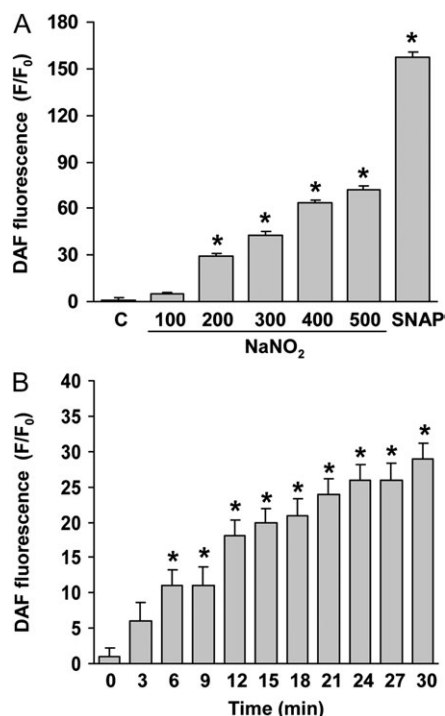 A
DAF fluorescence (F/F₀)
180
150
120
90
60
30
0
* * * * *
C 100 200 300 400 500 SNAP
NaNO₂
B
DAF fluorescence (F/F₀)
40
35
30
25
20
15
10
5
0
* * * * * * * * *
0 3 6 9 12 15 18 21 24 27 30
Time (min)